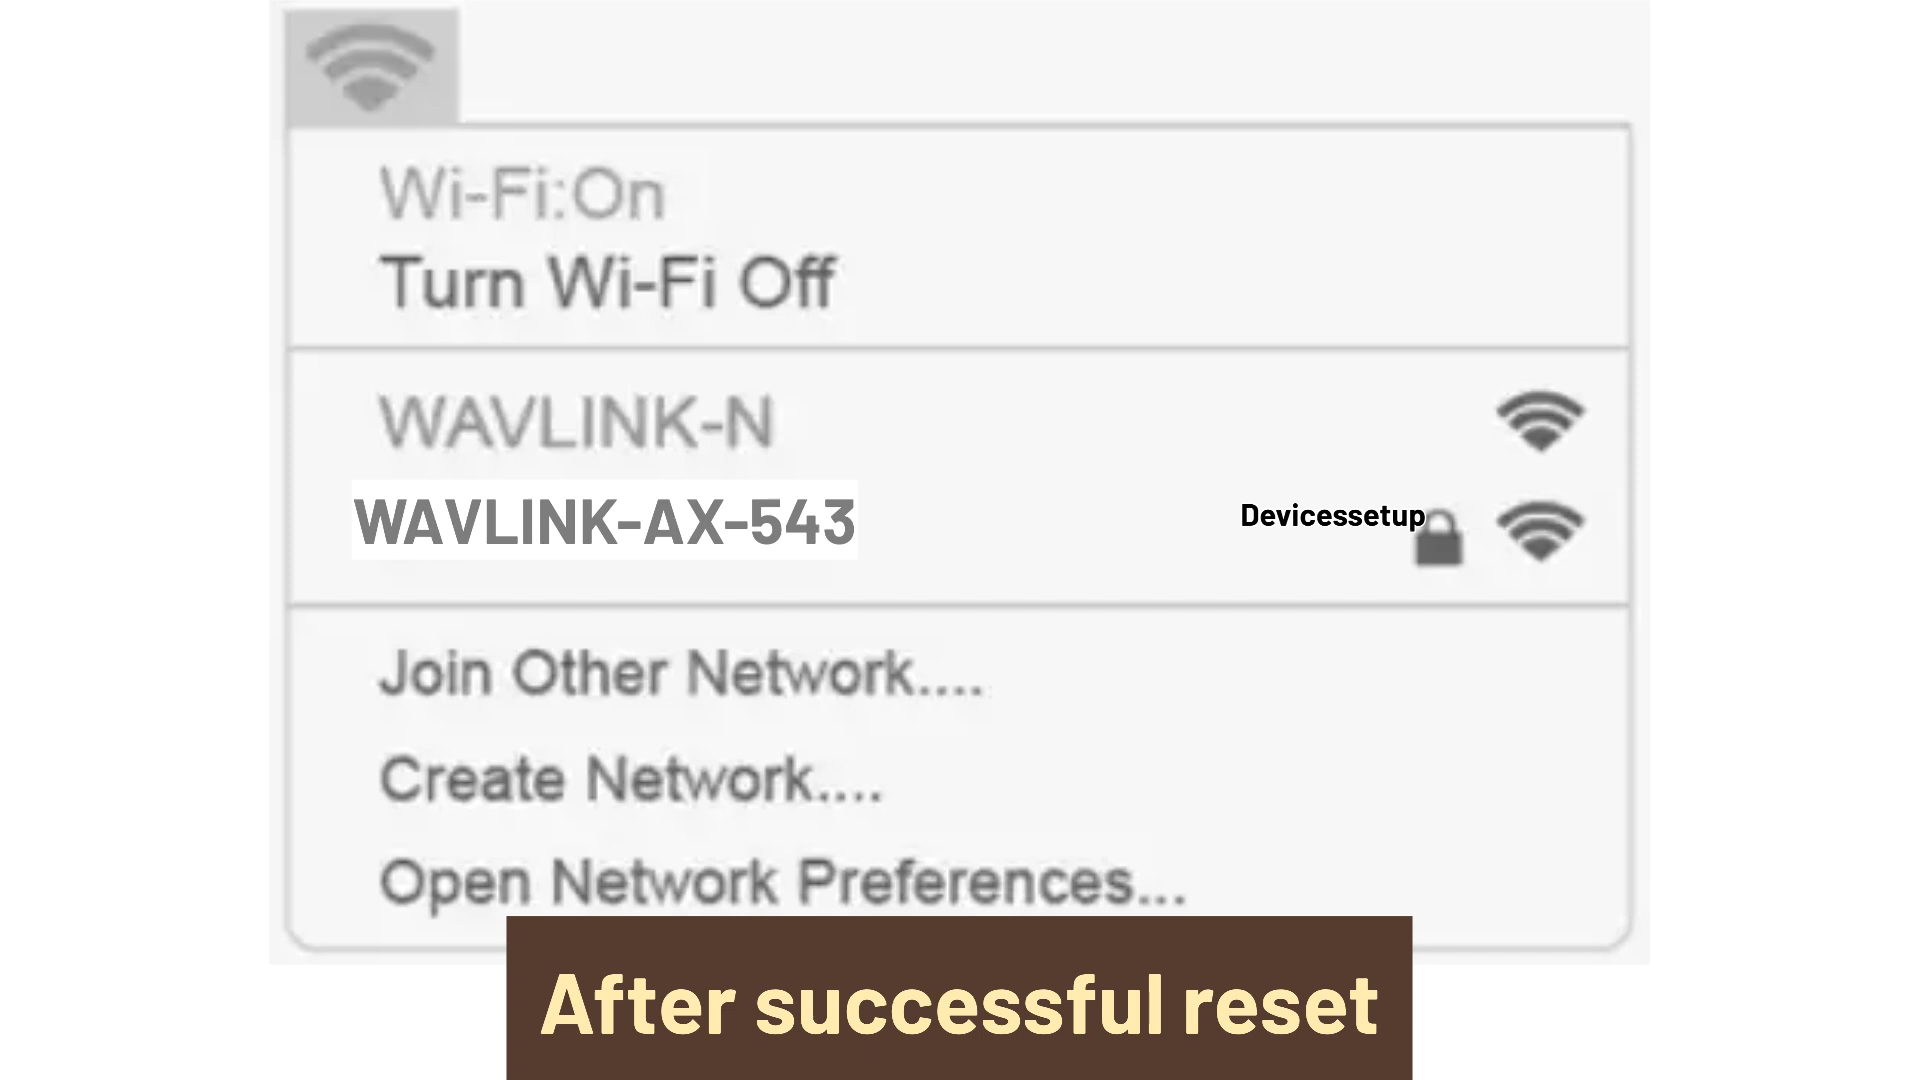 Wi-Fi:On
Turn Wi-Fi Off
WAVLINK-N
WAVLINK-AX-543
Devicessetup
Join Other Network....
Create Network....
Open Network Preferences...
After successful reset